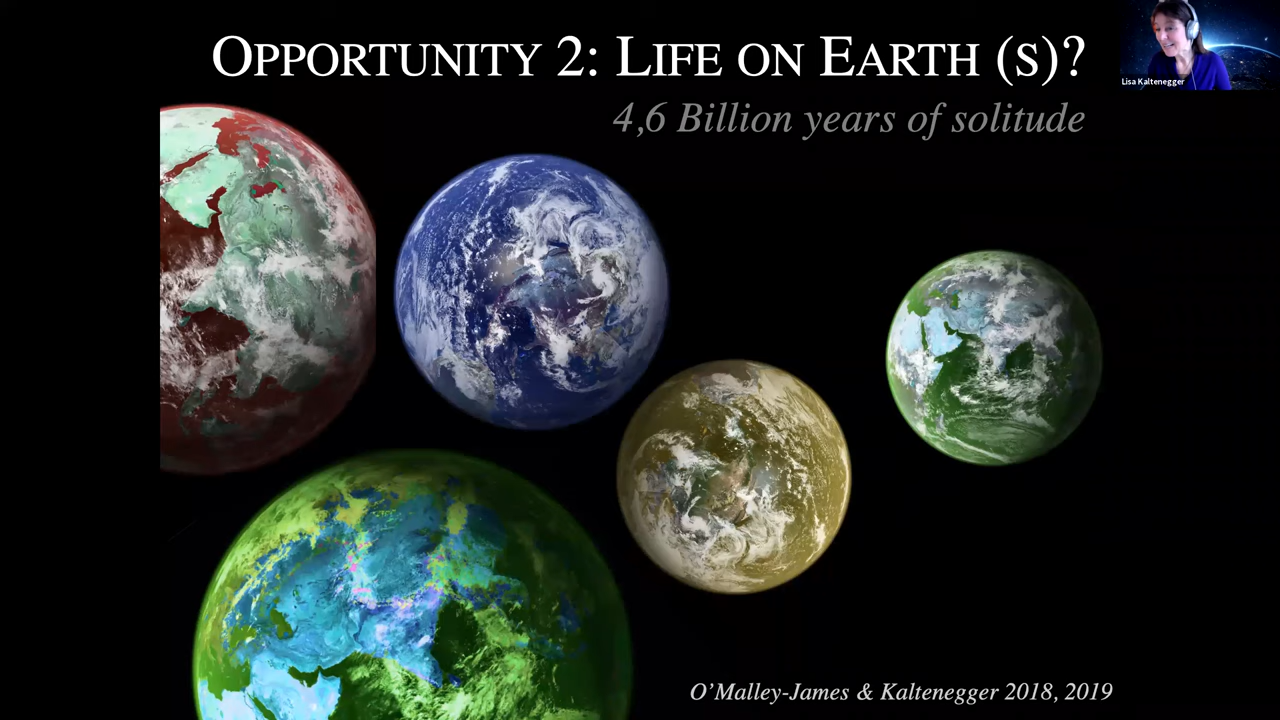 OPPORTUNITY 2: LIFE ON EARTH (S)?
4,6 Billion years of solitude
Lisa Kaltenegger
O'Malley-James & Kaltenegger 2018, 2019